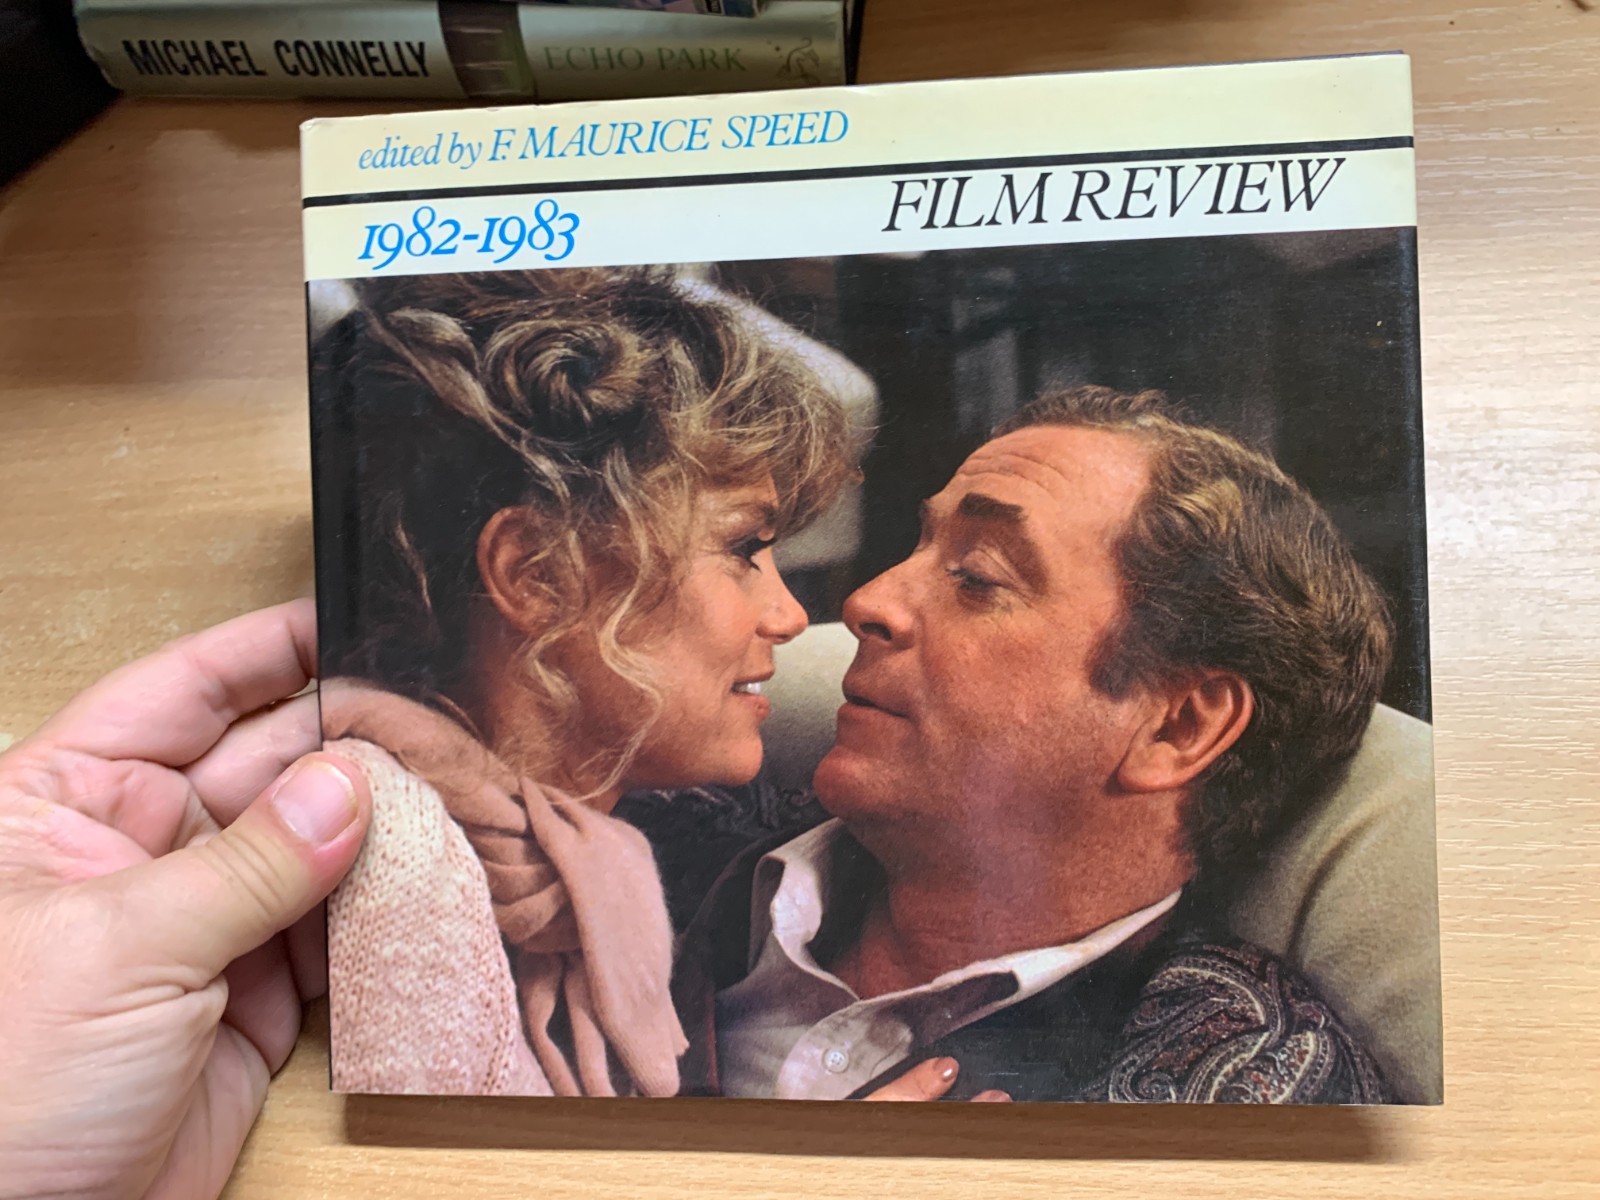 MICHAEL CONNELLY ECHO PARK
edited by F. MAURICE SPEED
1982-1983 FILM REVIEW